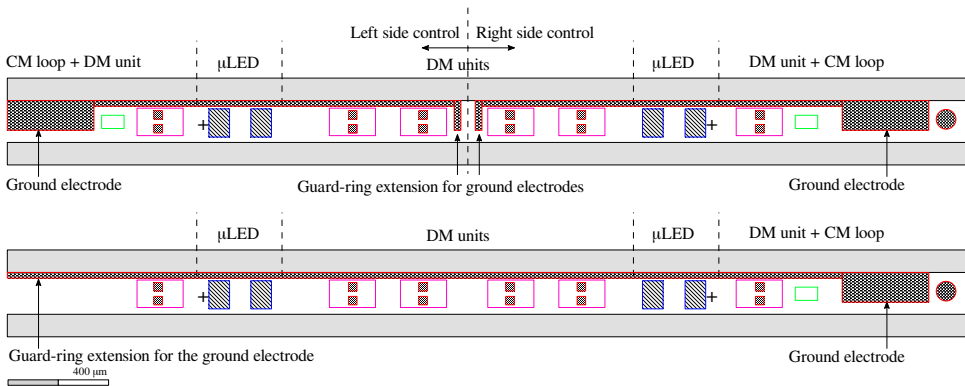 Left side control Right side control
CM loop + DM unit µLED DM units µLED DM unit + CM loop
Ground electrode Guard-ring extension for ground electrodes Ground electrode
µLED DM units µLED DM unit + CM loop
Guard-ring extension for the ground electrode Ground electrode
400 µm